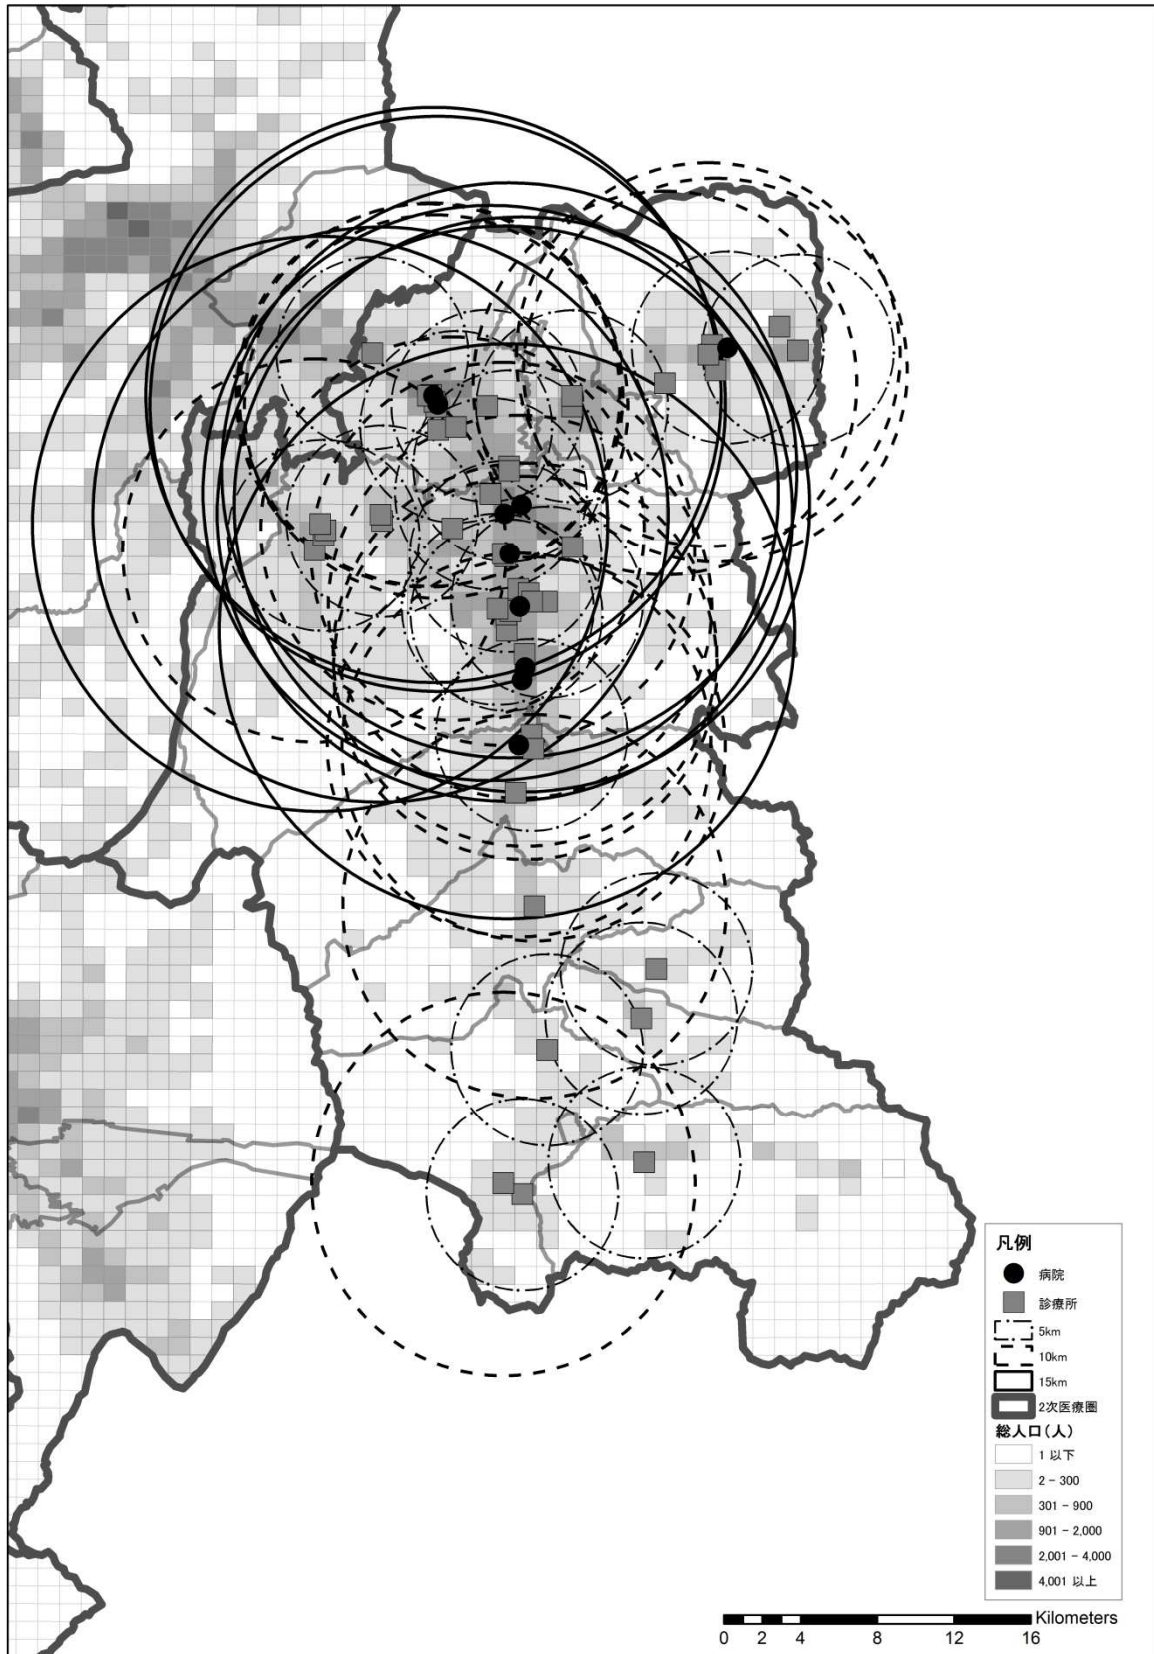 凡例
病院
診療所
5km
10km
15km
2次医療圏
総人口(人)
1 以下
2 - 300
301 - 900
901 - 2,000
2,001 - 4,000
4,001 以上
Kilometers
0 2 4 8 12 16